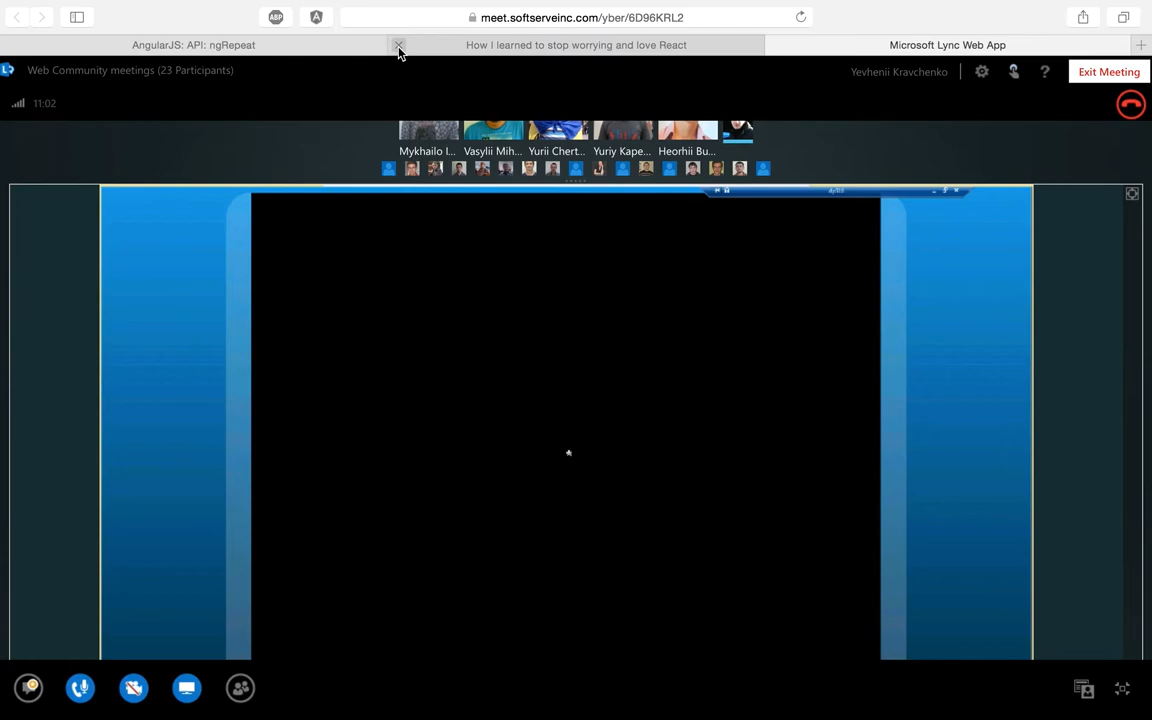 meet.softserveinc.com/yber/6D96KRL2
ABP
AngularJS: API: ngRepeat
How I learned to stop worrying and love React
Microsoft Lync Web App
Web Community meetings (23 Participants)
Yevhenii Kravchenko
Exit Meeting
11:02
Mykhailo I... Vasylii Mih... Yurii Chert... Yuriy Kape... Heorhii Bu...